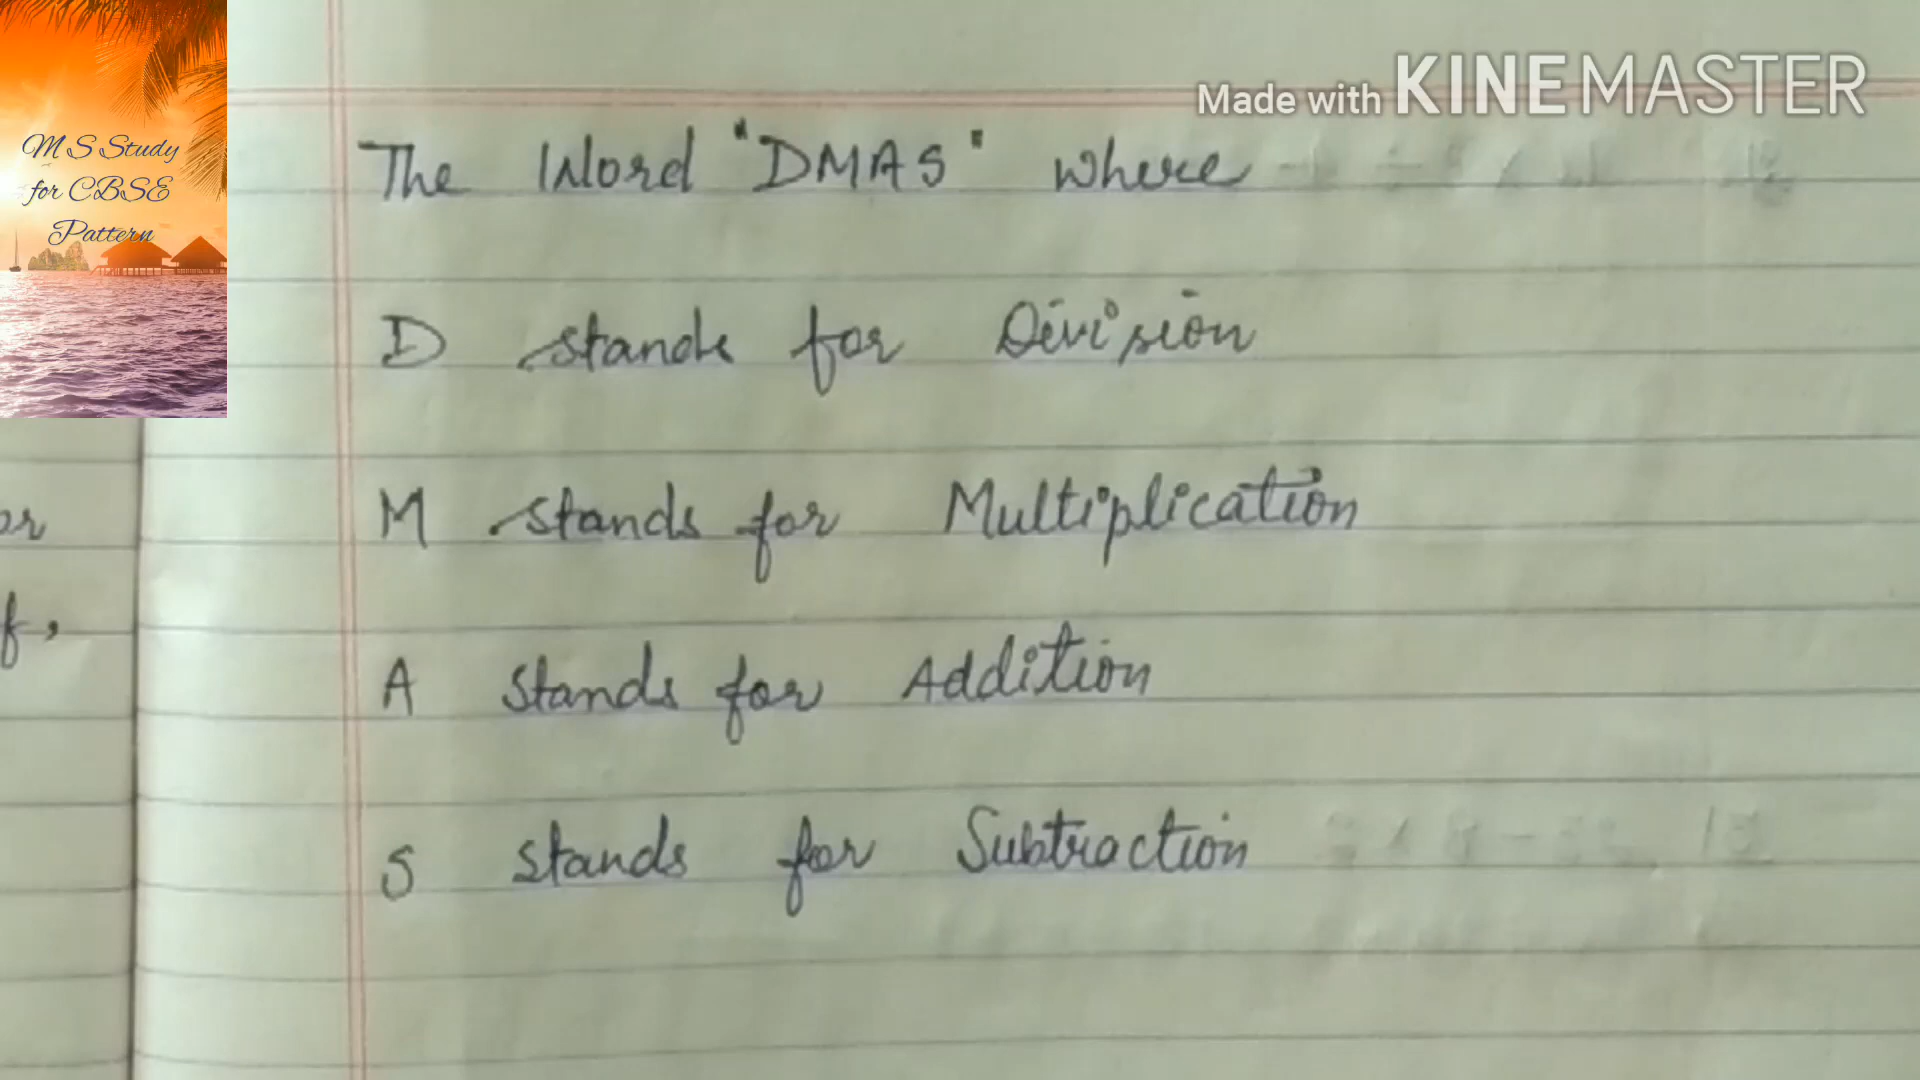 M S Study
for CBSE
Pattern
Made with KINEMASTER
The Word "DMAS" where
D stands for Division
M stands for Multiplication
A stands for Addition
S stands for Subtraction
or
f,